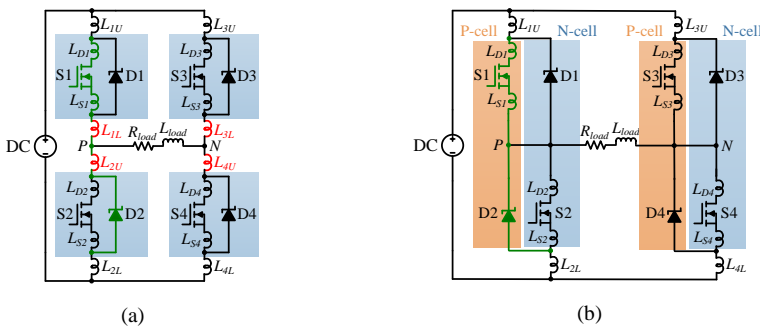 L1U
L3U
LD1
S1
D1
LS1
LD3
S3
D3
LS3
L1L
Rload
Lload
L3L
DC
P
N
L2U
L4U
LD2
S2
D2
LS2
LD4
S4
D4
LS4
L2L
L4L
(a)
L1U
L3U
P-cell
N-cell
P-cell
N-cell
LD1
S1
D1
LS1
LD3
S3
D3
LS3
DC
P
Rload
Lload
N
LD2
D2
S2
LS2
LD4
D4
S4
LS4
L2L
L4L
(b)